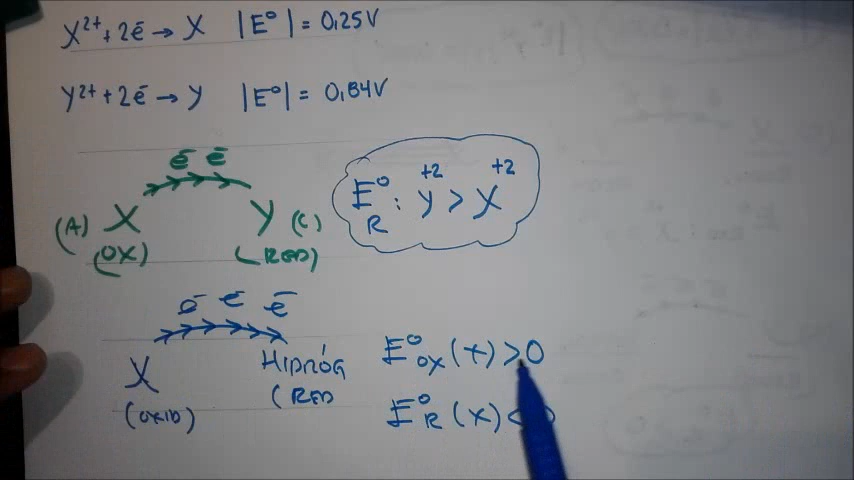 X²⁺ + 2ē → X |E°| = 0,25V
Y²⁺ + 2ē → Y |E°| = 0,84V
ē ē
(A) X Y (C)
(OX) (RED)
E°R : Y⁺² > X⁺²
ē ē ē
X HIDRÓG
(OXID) (RED
E°OX (X) > 0
E°R (X) <